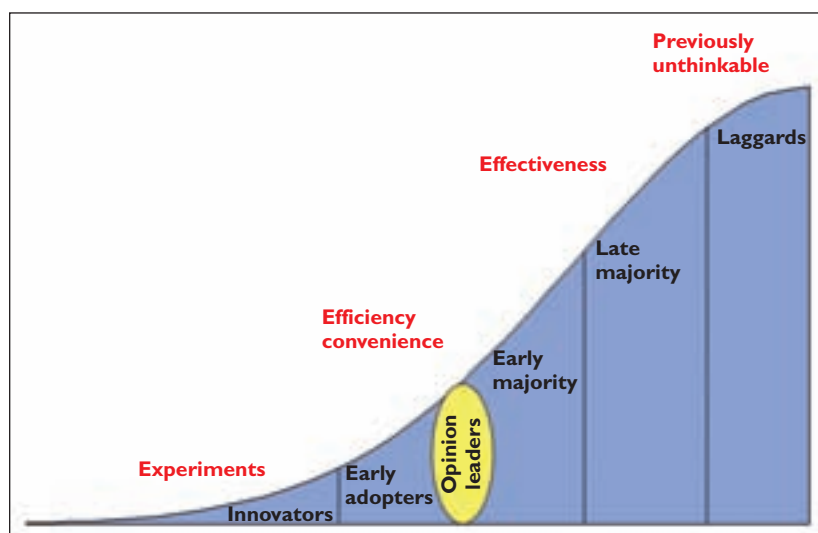 Previously
unthinkable
Laggards
Effectiveness
Late
majority
Efficiency
convenience
Early
majority
Opinion
leaders
Experiments
Early
adopters
Innovators